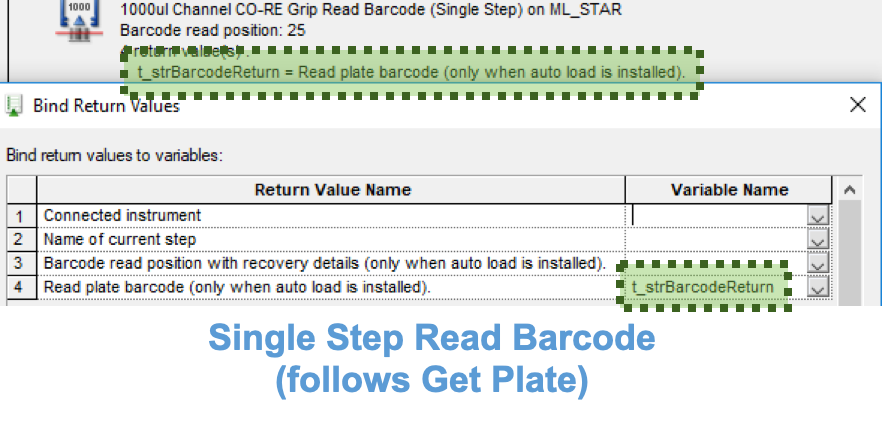 1000
1000ul Channel CO-RE Grip Read Barcode (Single Step) on ML_STAR
Barcode read position: 25
4 return value(s) :
t_strBarcodeReturn = Read plate barcode (only when auto load is installed).
Bind Return Values
Bind return values to variables:
Return Value Name Variable Name
1 Connected instrument
2 Name of current step
3 Barcode read position with recovery details (only when auto load is installed).
4 Read plate barcode (only when auto load is installed). t_strBarcodeReturn
Single Step Read Barcode
(follows Get Plate)